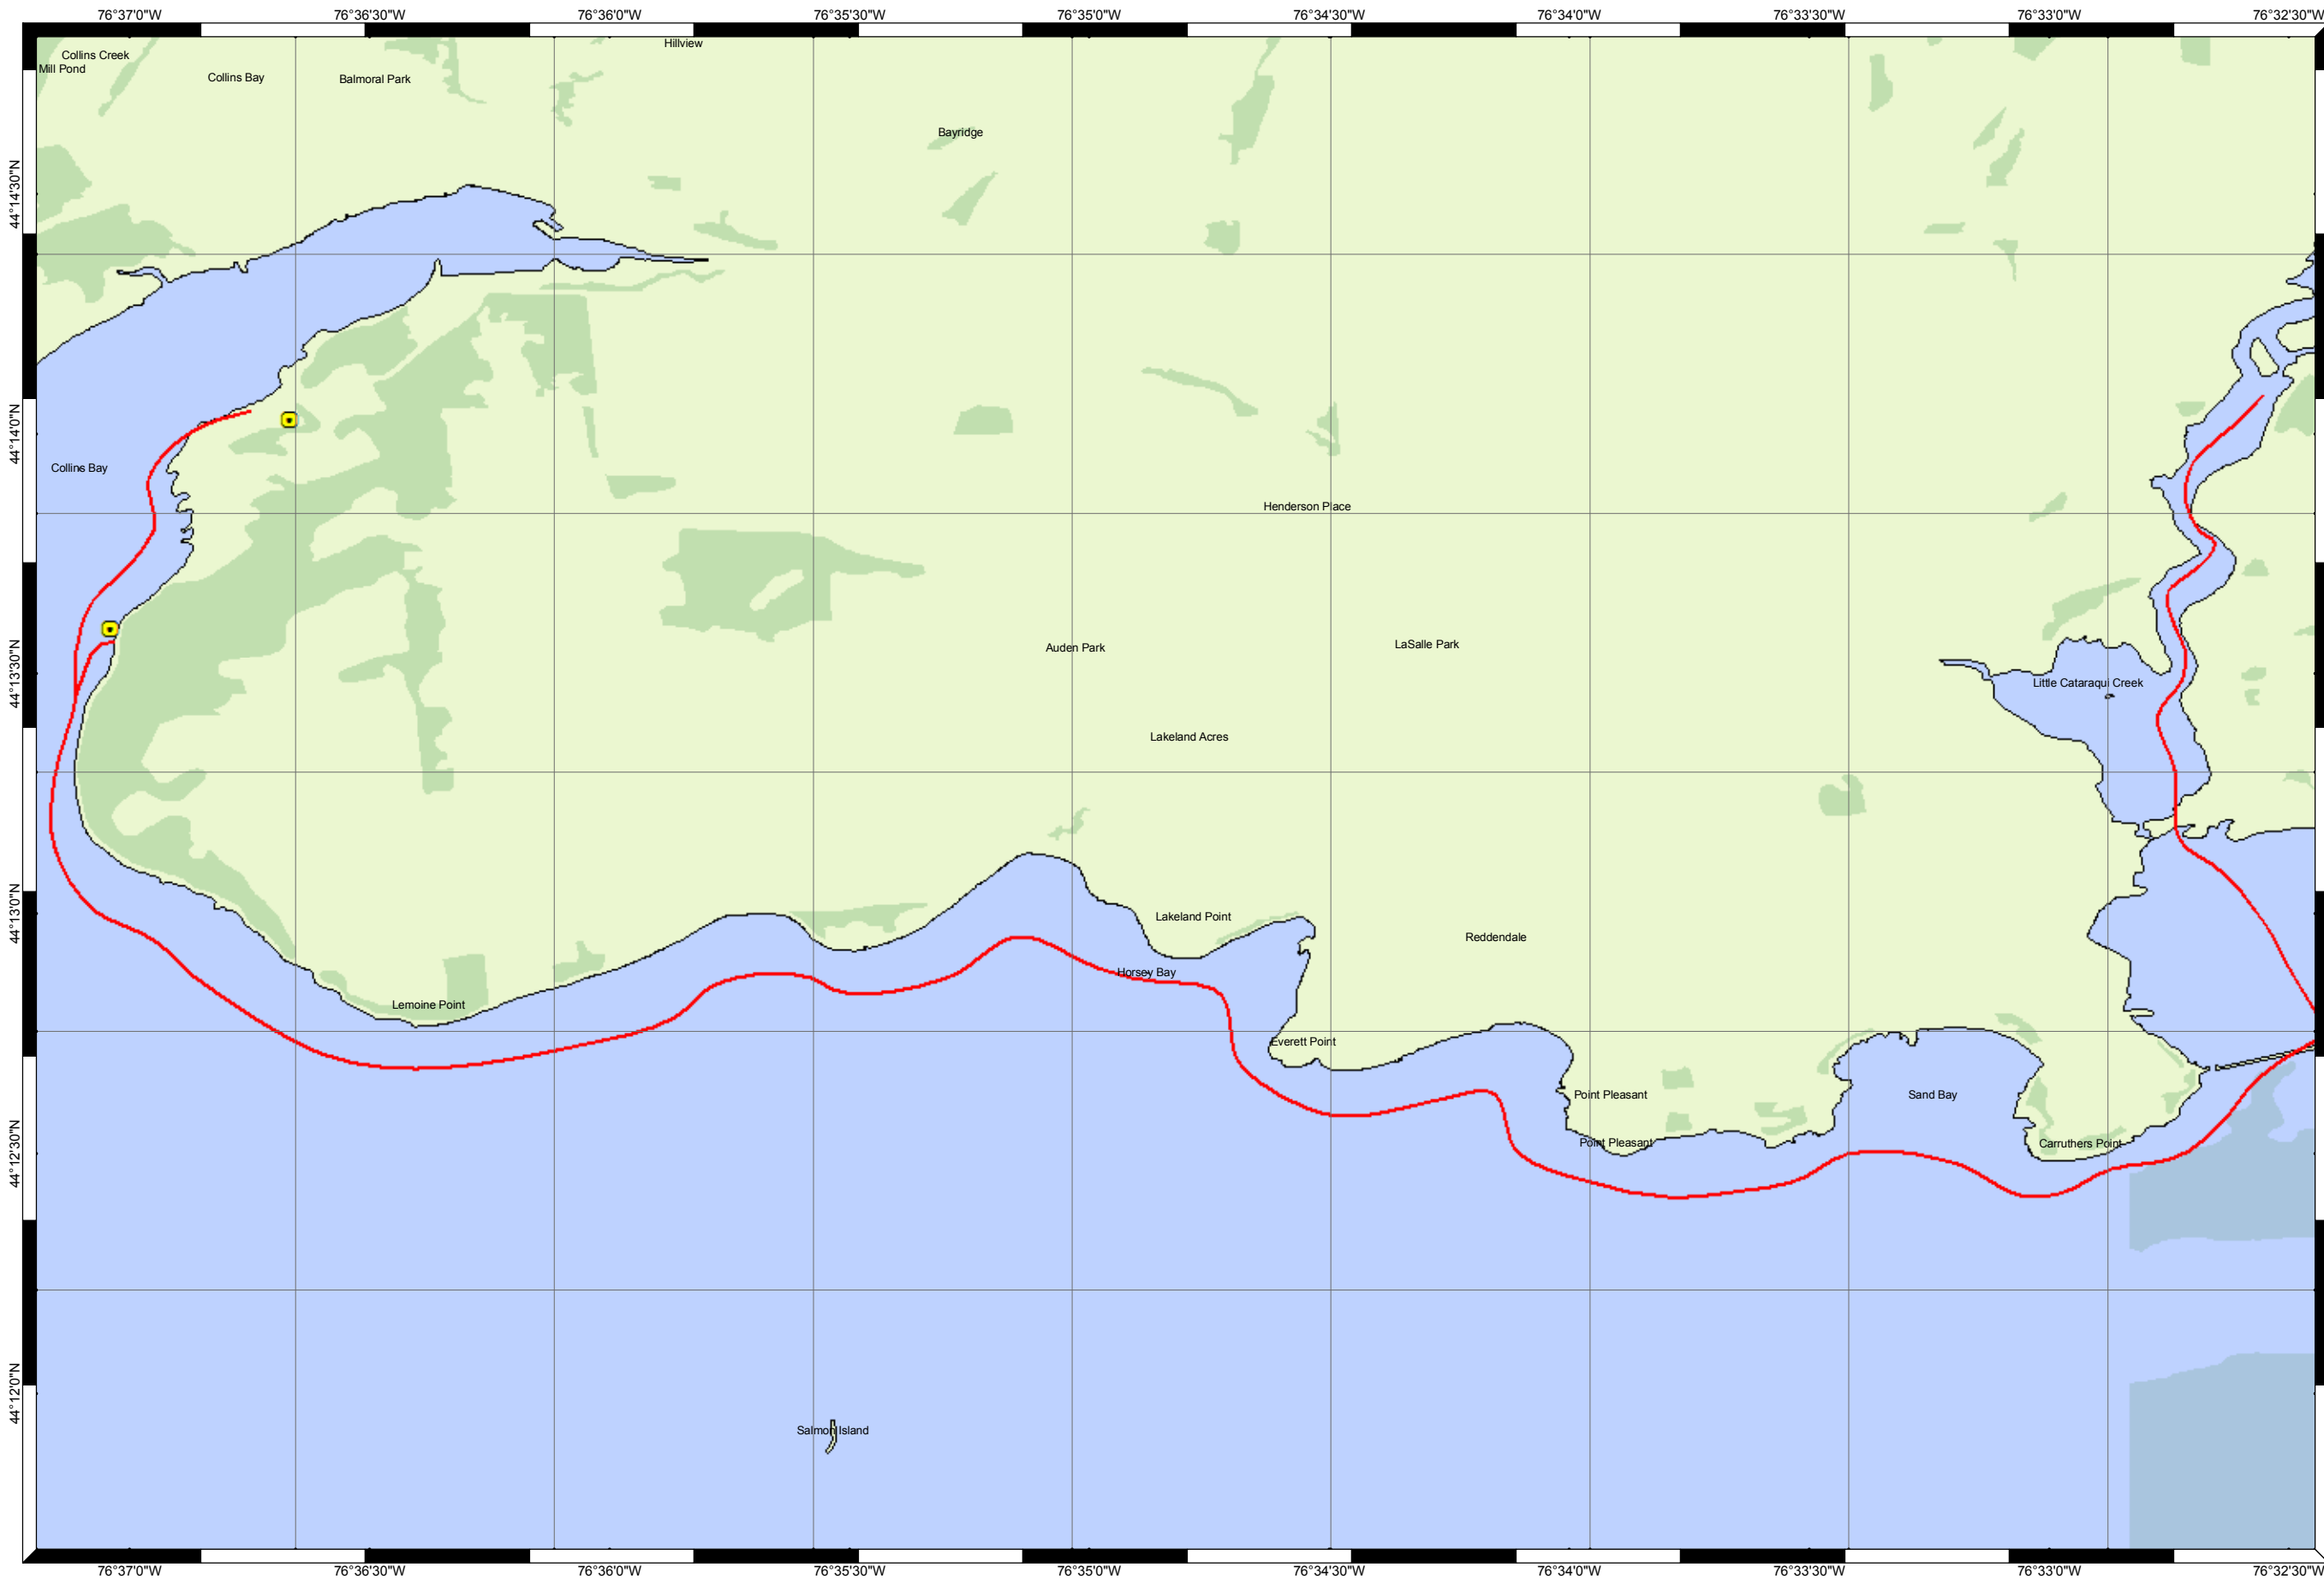 76°37'0"W 76°36'30"W 76°36'0"W 76°35'30"W 76°35'0"W 76°34'30"W 76°34'0"W 76°33'30"W 76°33'0"W 76°32'30"W
Hillview
Collins Creek
Mill Pond
Collins Bay
Balmoral Park
Bayridge
44°14'30"N
44°14'0"N
Collins Bay
Henderson Place
44°13'30"N
Auden Park
LaSalle Park
Little Cataraqui Creek
Lakeland Acres
44°13'0"N
Lakeland Point
Reddendale
Horsey Bay
Lemoine Point
Everett Point
Point Pleasant
Sand Bay
44°12'30"N
Point Pleasant
Carruthers Point
44°12'0"N
Salmon Island
76°37'0"W 76°36'30"W 76°36'0"W 76°35'30"W 76°35'0"W 76°34'30"W 76°34'0"W 76°33'30"W 76°33'0"W 76°32'30"W